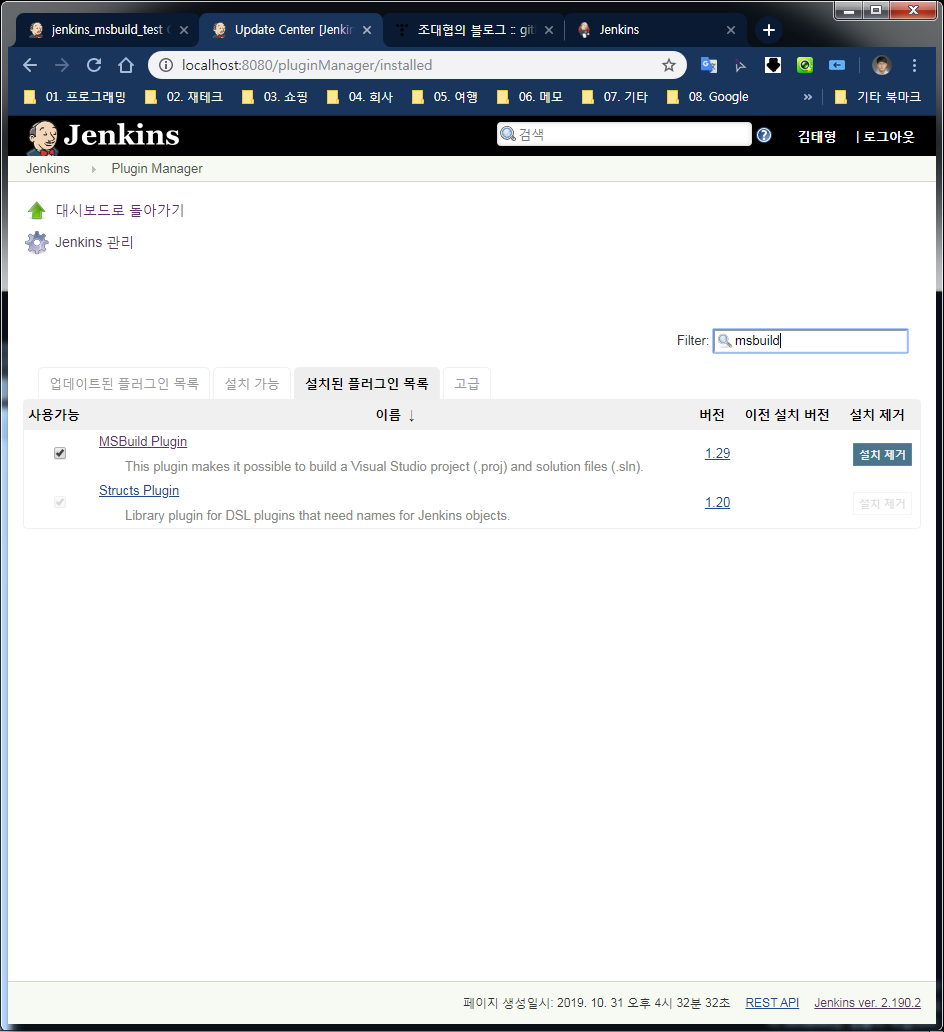 jenkins_msbuild_test
Update Center [Jenkin
조대협의 블로그 :: git
Jenkins
localhost:8080/pluginManager/installed
01. 프로그래밍
02. 재테크
03. 쇼핑
04. 회사
05. 여행
06. 메모
07. 기타
08. Google
»
기타 북마크
Jenkins
검색
김태형
| 로그아웃
Jenkins
Plugin Manager
대시보드로 돌아가기
Jenkins 관리
Filter: msbuild
업데이트된 플러그인 목록
설치 가능
설치된 플러그인 목록
고급
사용가능
이름 ↓
버전
이전 설치 버전
설치 제거
MSBuild Plugin
This plugin makes it possible to build a Visual Studio project (.proj) and solution files (.sln).
1.29
설치 제거
Structs Plugin
Library plugin for DSL plugins that need names for Jenkins objects.
1.20
설치 제거
페이지 생성일시: 2019. 10. 31 오후 4시 32분 32초
REST API
Jenkins ver. 2.190.2